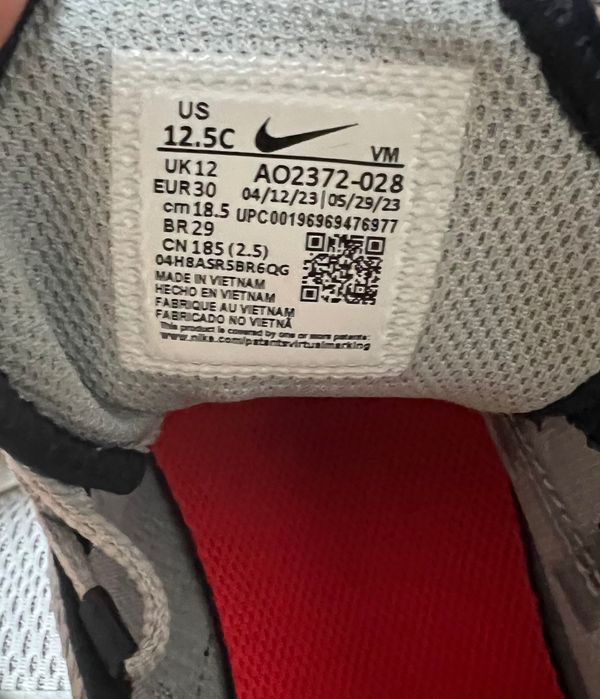 US
12.5C
VM
UK 12
AO2372-028
EUR 30
04/12/23|05/29/23
cm 18.5
UPC00196969476977
BR 29
CN 185 (2.5)
04H8ASR5BR6QG
MADE IN VIETNAM
HECHO EN VIETNAM
FABRIQUE AU VIETNAM
FABRICADO NO VIETNÃ
This product is covered by one or more patents:
www.nike.com/patentsvirtualmarking